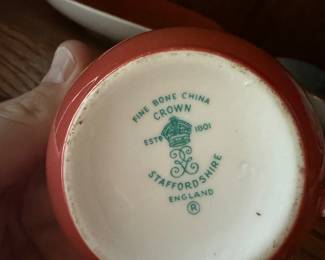 FINE BONE CHINA
CROWN
ESTD 1801
STAFFORDSHIRE
ENGLAND
®